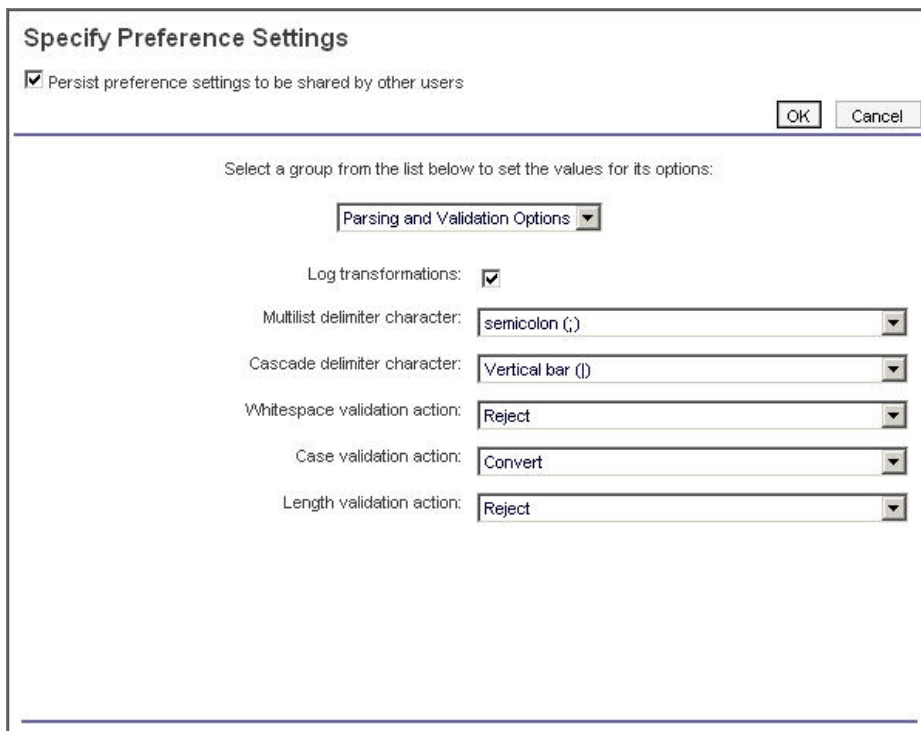 Specify Preference Settings
Persist preference settings to be shared by other users
OK Cancel
Select a group from the list below to set the values for its options:
Parsing and Validation Options
Log transformations:
Multilist delimiter character: semicolon (;)
Cascade delimiter character: Vertical bar (|)
Whitespace validation action: Reject
Case validation action: Convert
Length validation action: Reject